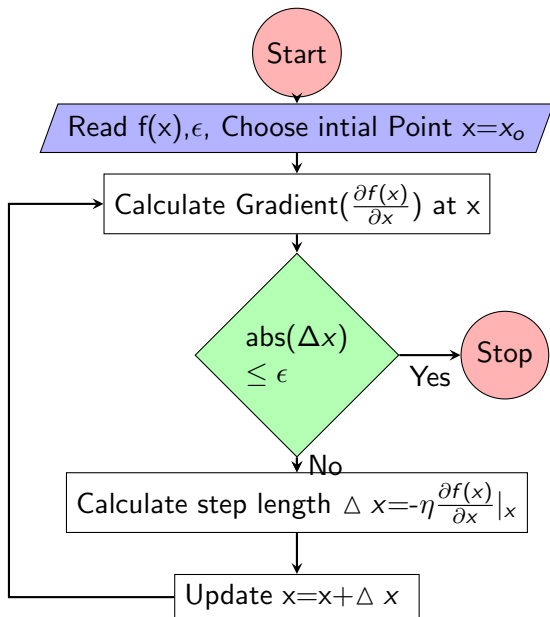 Start
Read f(x),ϵ, Choose intial Point x=xₒ
Calculate Gradient(∂f(x)/∂x) at x
abs(Δx)
≤ ϵ
Stop
Yes
No
Calculate step length △ x=-η∂f(x)/∂x|ₓ
Update x=x+△ x